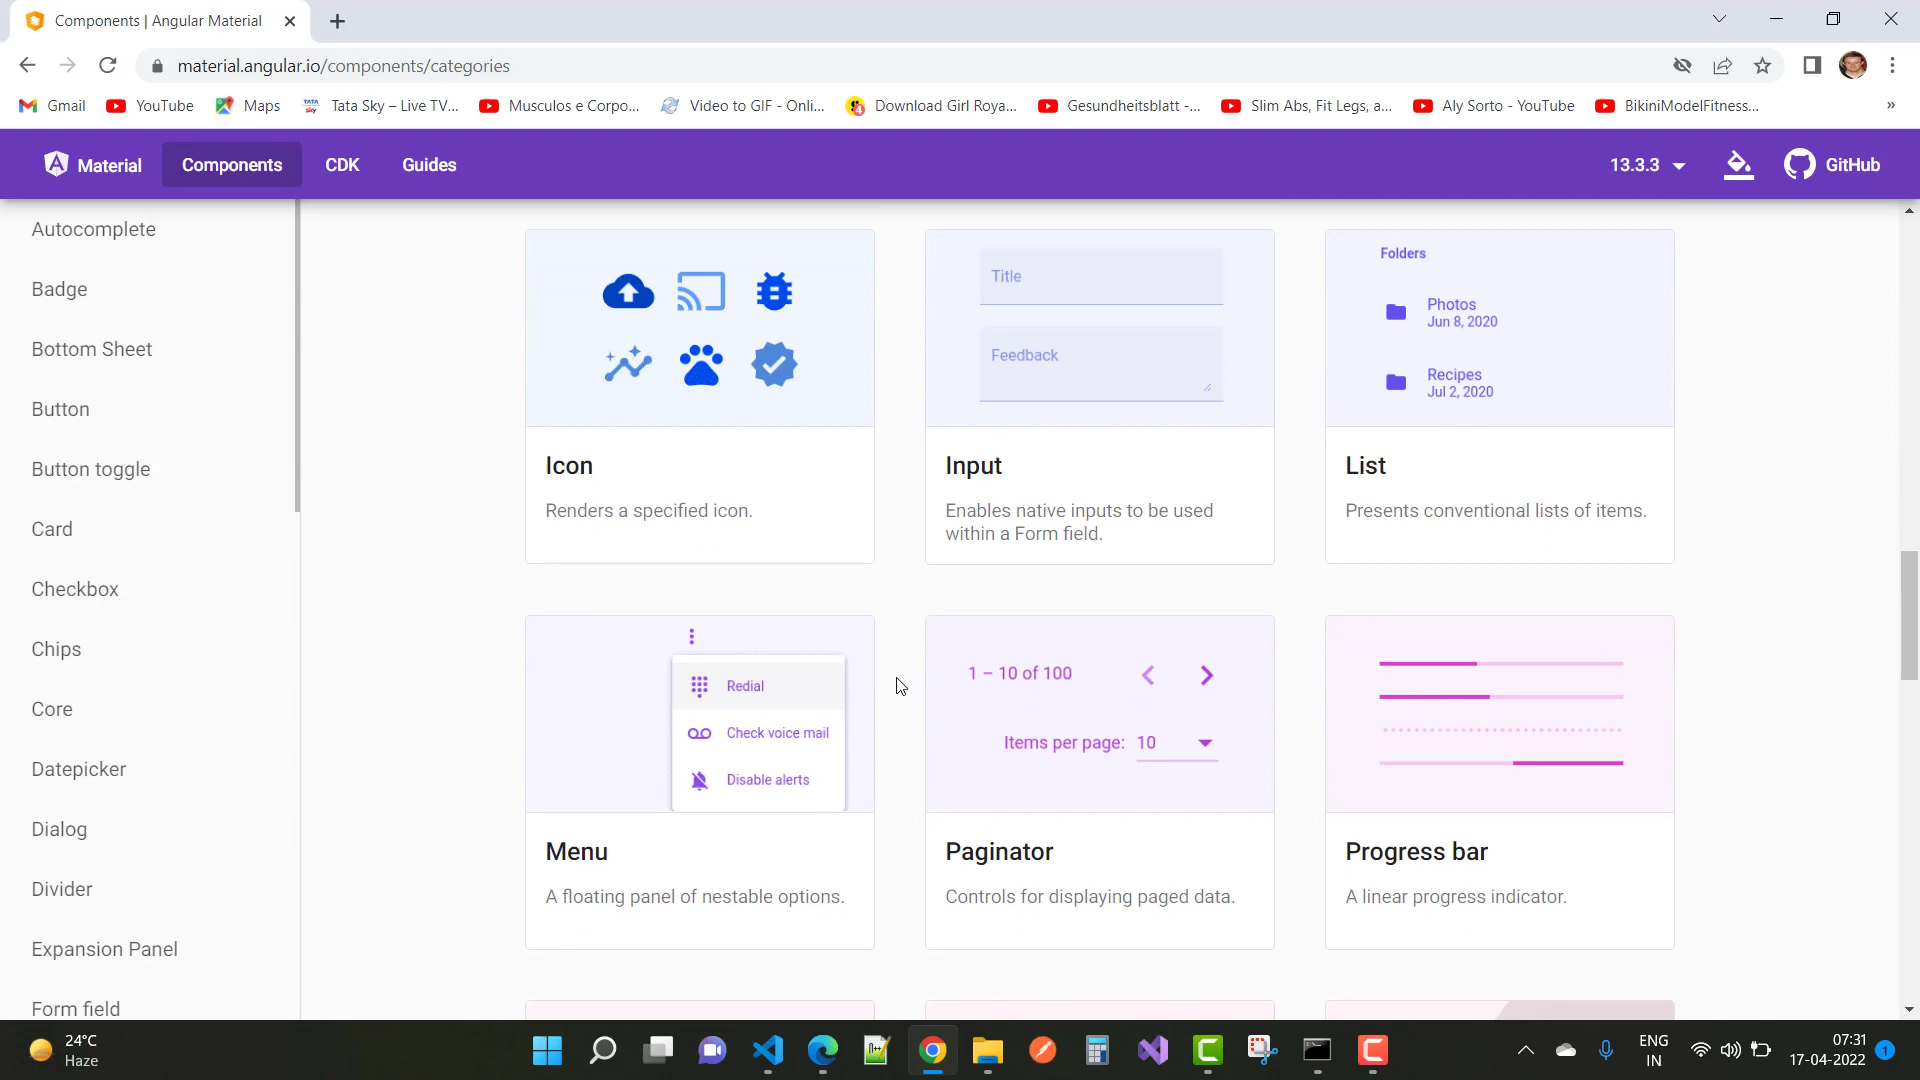 Components | Angular Material
material.angular.io/components/categories
Gmail
YouTube
Maps
Tata Sky – Live TV...
Musculos e Corpo...
Video to GIF - Onli...
Download Girl Roya...
Gesundheitsblatt -...
Slim Abs, Fit Legs, a...
Aly Sorto - YouTube
BikiniModelFitness...
»
Material
Components
CDK
Guides
13.3.3
GitHub
Autocomplete
Badge
Bottom Sheet
Button
Button toggle
Card
Checkbox
Chips
Core
Datepicker
Dialog
Divider
Expansion Panel
Form field
Icon
Renders a specified icon.
Title
Feedback
Input
Enables native inputs to be used
within a Form field.
Folders
Photos
Jun 8, 2020
Recipes
Jul 2, 2020
List
Presents conventional lists of items.
Redial
Check voice mail
Disable alerts
Menu
A floating panel of nestable options.
1 – 10 of 100
Items per page: 10
Paginator
Controls for displaying paged data.
Progress bar
A linear progress indicator.
24°C
Haze
ENG
IN
07:31
17-04-2022
1